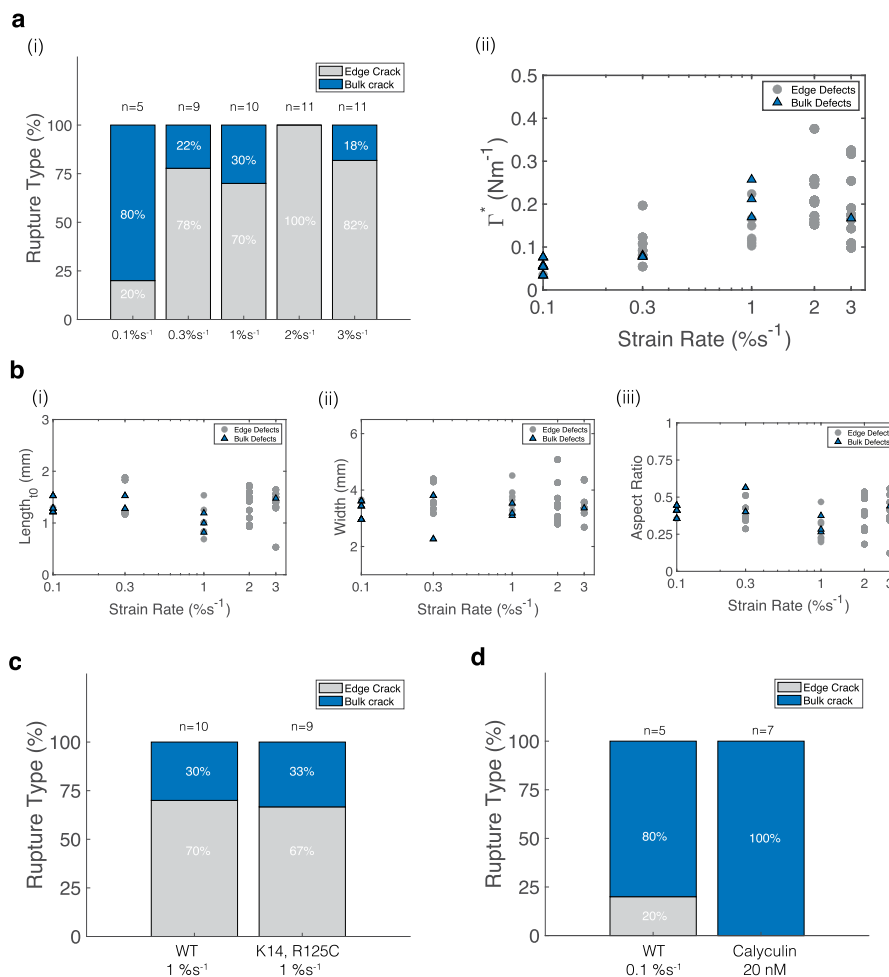 a
(i)
Edge Crack
Bulk crack
n=5 n=9 n=10 n=11 n=11
Rupture Type (%)
100
75
50
25
0
80%
20%
22%
78%
30%
70%
100%
18%
82%
0.1%s⁻¹ 0.3%s⁻¹ 1%s⁻¹ 2%s⁻¹ 3%s⁻¹
(ii)
Edge Defects
Bulk Defects
Γ* (Nm⁻¹)
0.5
0.4
0.3
0.2
0.1
0
0.1 0.3 1 2 3
Strain Rate (%s⁻¹)
b
(i)
Edge Defects
Bulk Defects
Length_t0 (mm)
3
2
1
0
0.1 0.3 1 2 3
Strain Rate (%s⁻¹)
(ii)
Edge Defects
Bulk Defects
Width (mm)
6
4
2
0.1 0.3 1 2 3
Strain Rate (%s⁻¹)
(iii)
Edge Defects
Bulk Defects
Aspect Ratio
1
0.75
0.5
0.25
0
0.1 0.3 1 2 3
Strain Rate (%s⁻¹)
c
Edge Crack
Bulk crack
n=10 n=9
Rupture Type (%)
100
75
50
25
0
30%
70%
33%
67%
WT K14, R125C
1 %s⁻¹ 1 %s⁻¹
d
Edge Crack
Bulk crack
n=5 n=7
Rupture Type (%)
100
75
50
25
0
80%
20%
100%
WT Calyculin
0.1 %s⁻¹ 20 nM